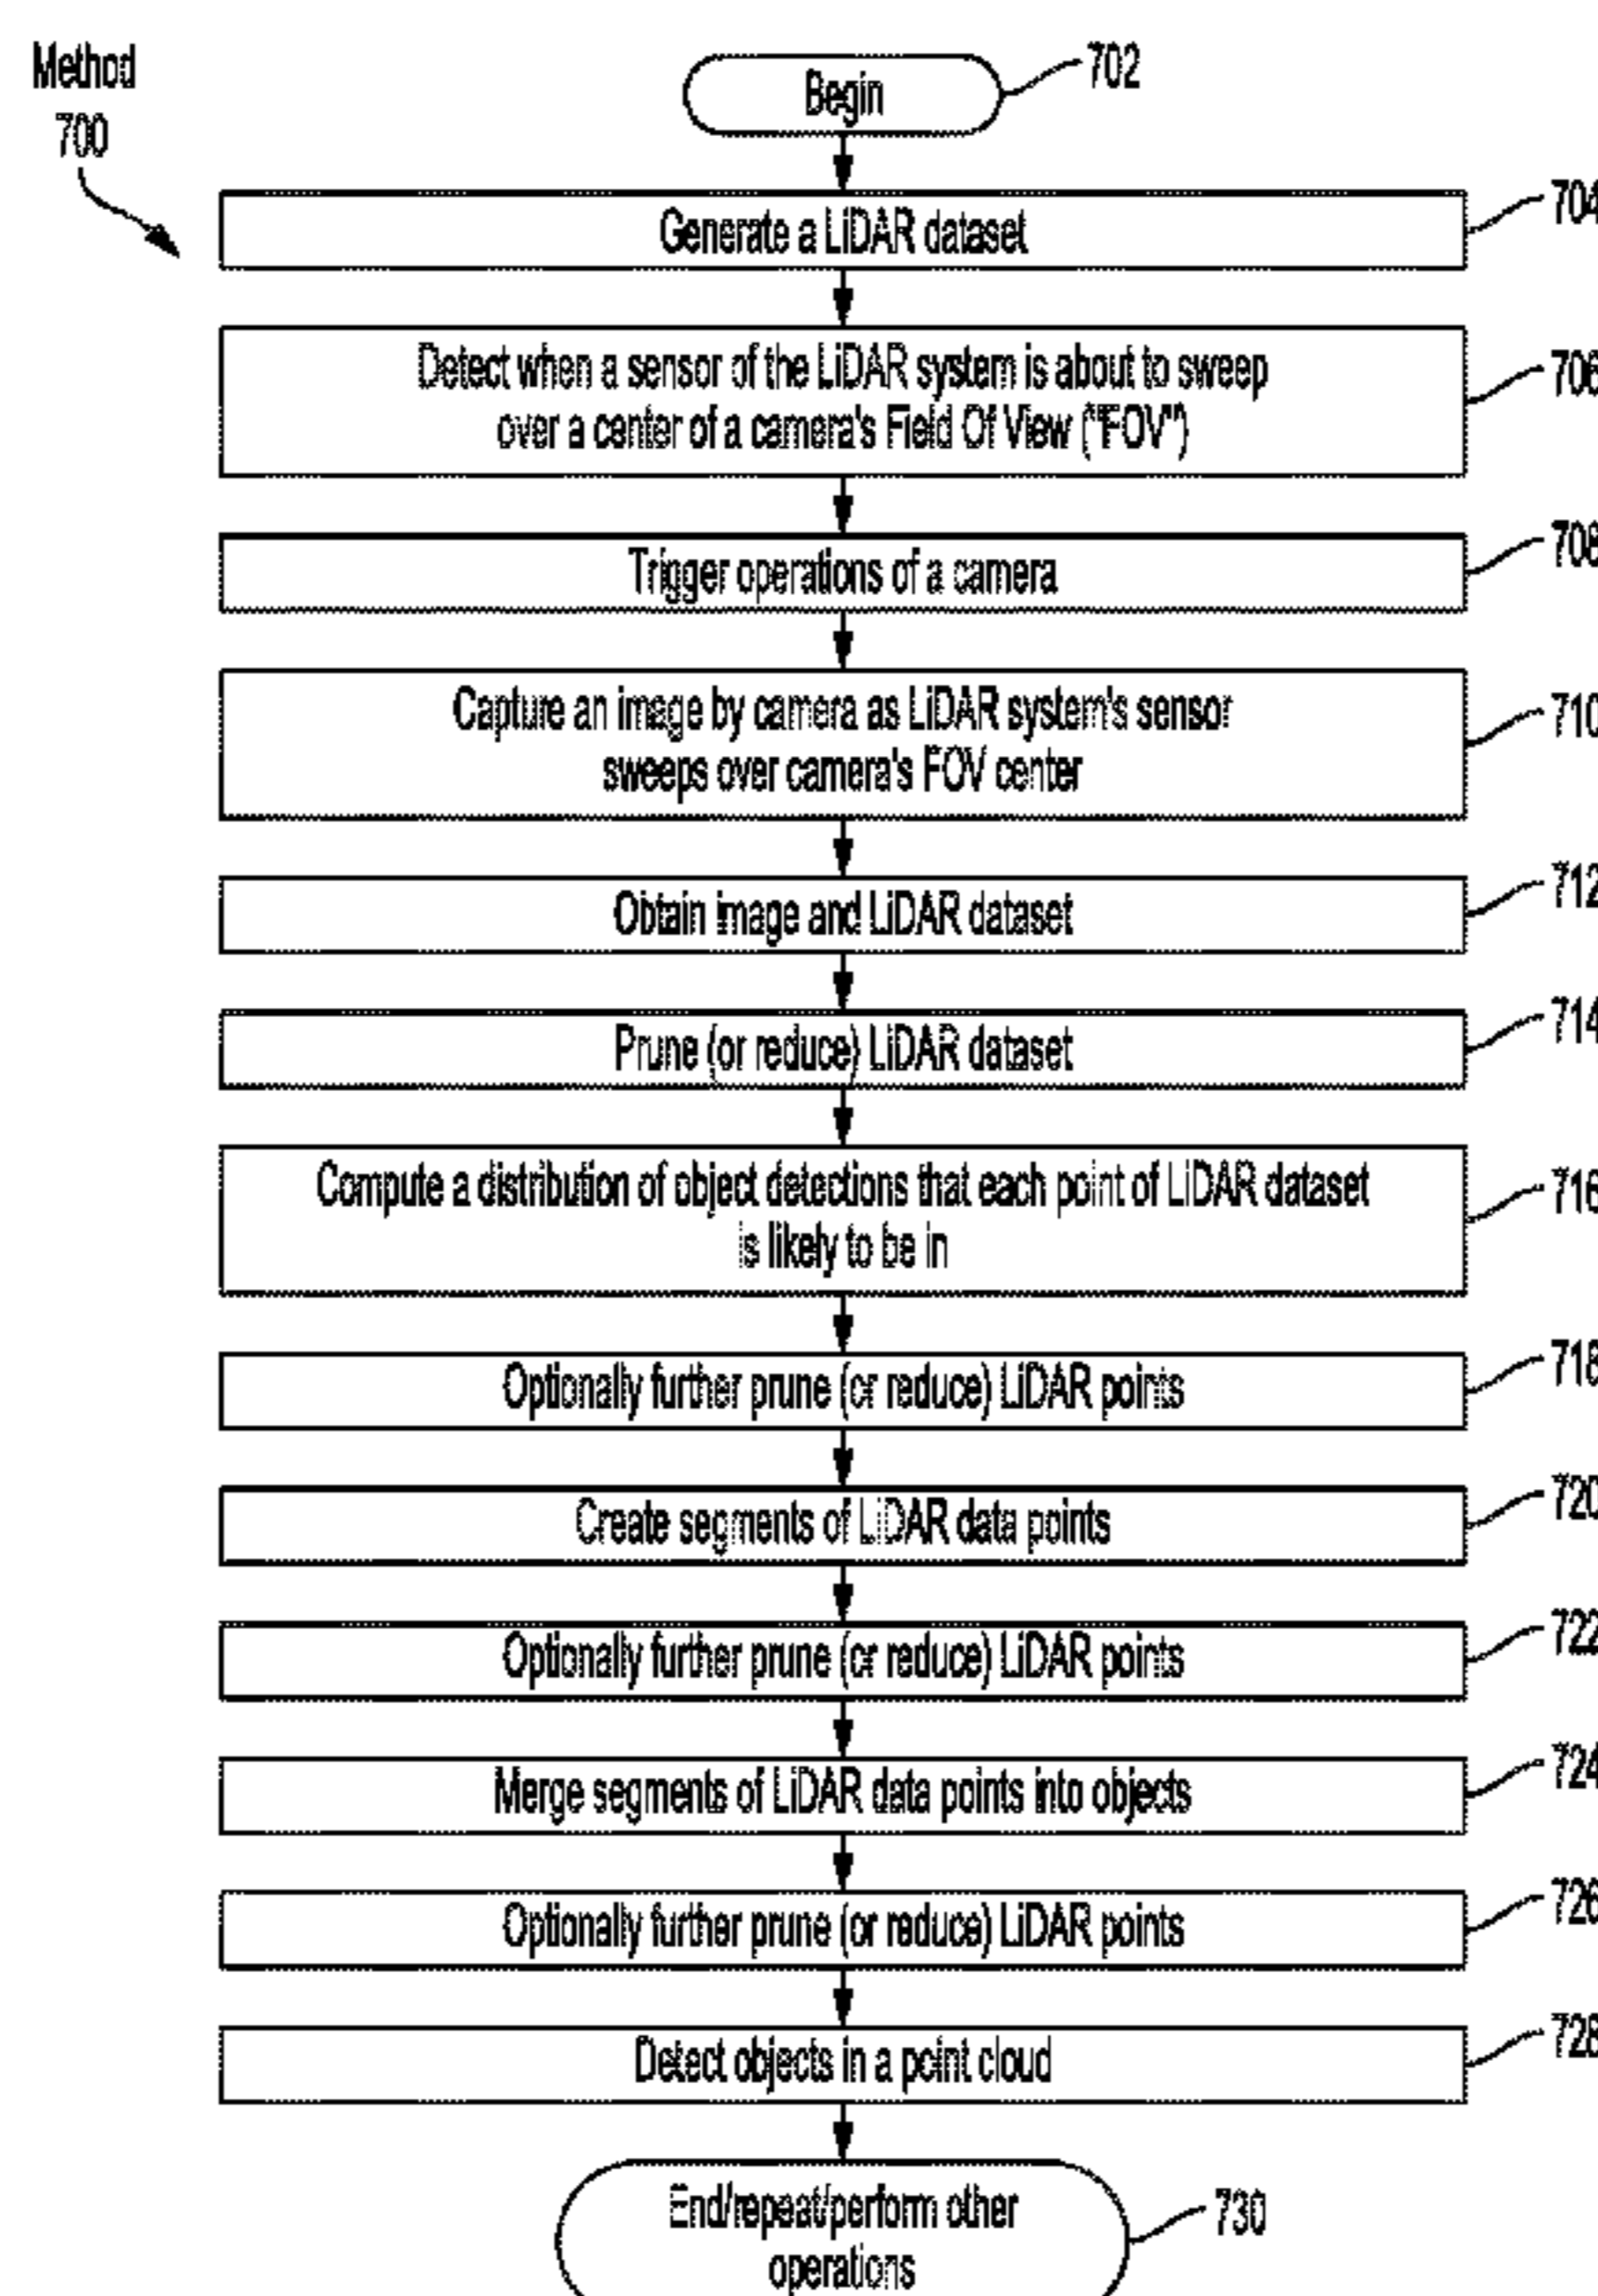 Method
700
Begin
702
Generate a LiDAR dataset
704
Detect when a sensor of the LiDAR system is about to sweep
over a center of a camera's Field Of View ("FOV")
706
Trigger operations of a camera
708
Capture an image by camera as LiDAR system's sensor
sweeps over camera's FOV center
710
Obtain image and LiDAR dataset
712
Prune (or reduce) LiDAR dataset
714
Compute a distribution of object detections that each point of LiDAR dataset
is likely to be in
716
Optionally further prune (or reduce) LiDAR points
718
Create segments of LiDAR data points
720
Optionally further prune (or reduce) LiDAR points
722
Merge segments of LiDAR data points into objects
724
Optionally further prune (or reduce) LiDAR points
726
Detect objects in a point cloud
728
End/repeat/perform other
operations
730